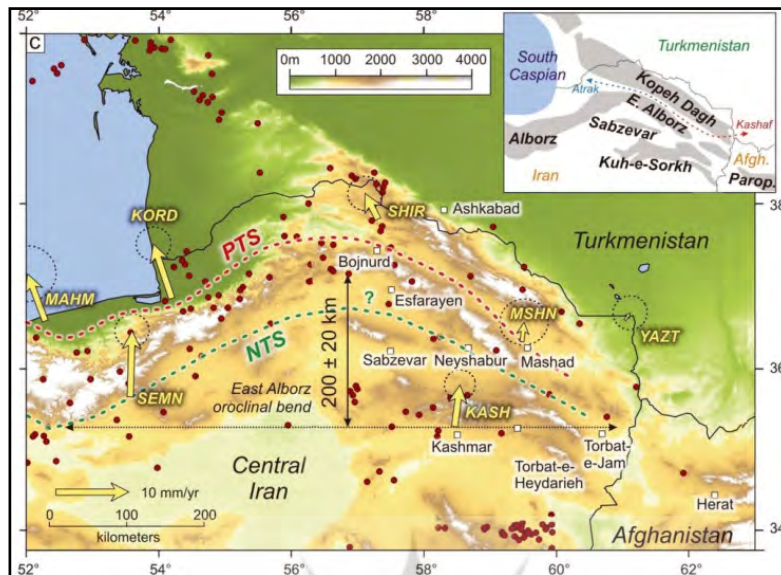 52° 54° 56° 58° 60° 62°
C
0m 1000 2000 3000 4000
South
Caspian
Turkmenistan
Atrak
Kopeh Dagh
E. Alborz
Kashaf
Alborz
Sabzevar
Iran
Kuh-e-Sorkh
Afgh.
Parop.
38°
36°
34°
KORD
MAHM
PTS
SHIR
Ashkabad
Turkmenistan
Bojnurd
?
Esfarayen
MSHN
YAZT
NTS
200 ± 20 km
Sabzevar
Neyshabur
Mashad
SEMN
East Alborz
oroclinal bend
KASH
Kashmar
Torbat-
e-Jam
Torbat-e-
Heydarieh
Central
Iran
10 mm/yr
0 100 200
kilometers
Herat
Afghanistan
52° 54° 56° 58° 60° 62°